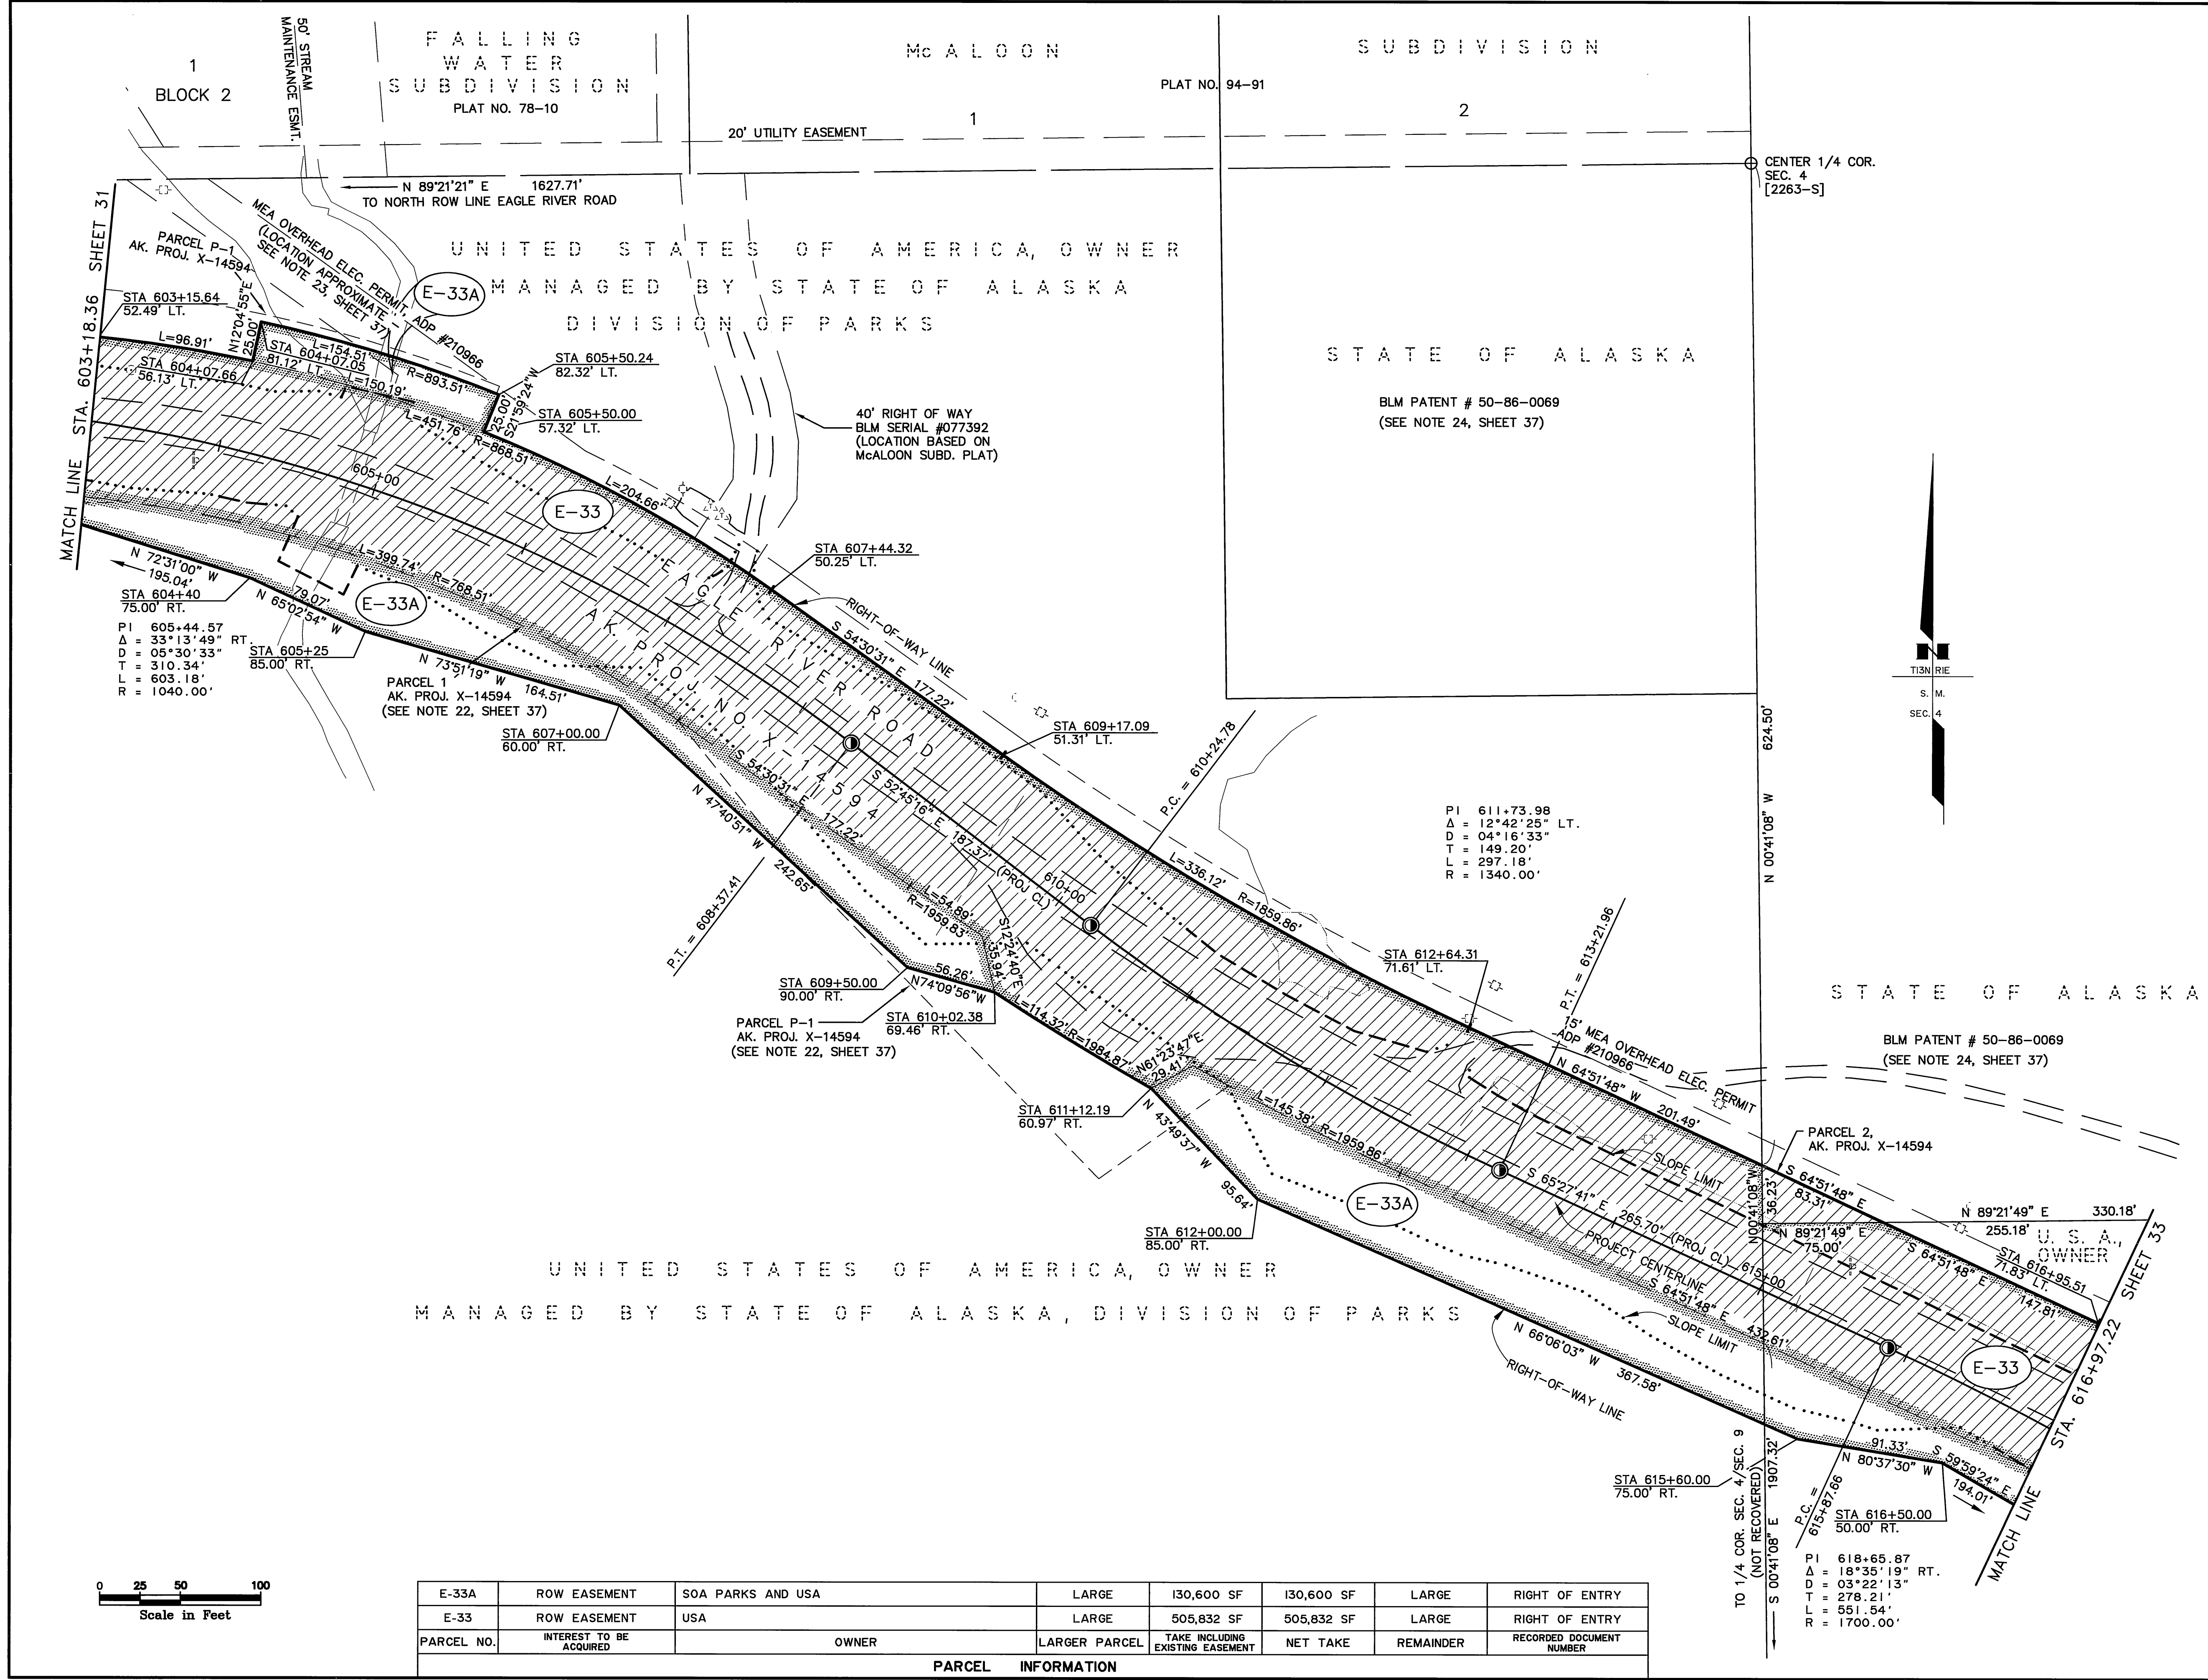 1
BLOCK 2
50' STREAM
MAINTENANCE ESMT.
FALLING
WATER
SUBDIVISION
PLAT NO. 78-10
McALOON
SUBDIVISION
PLAT NO. 94-91
1
2
20' UTILITY EASEMENT
CENTER 1/4 COR.
SEC. 4
[2263-S]
N 89°21'21" E 1627.71'
TO NORTH ROW LINE EAGLE RIVER ROAD
MATCH LINE STA. 603+18.36 SHEET 31
MEA OVERHEAD ELEC. PERMIT, ADP #210966
(LOCATION APPROXIMATE -
SEE NOTE 23, SHEET 37)
PARCEL P-1
AK. PROJ. X-14594
E-33A
UNITED STATES OF AMERICA, OWNER
MANAGED BY STATE OF ALASKA
DIVISION OF PARKS
STA 603+15.64
52.49' LT.
L=96.91'
N12°04'55"E
25.00'
STA 604+07.05
81.12' LT.
STA 604+07.66
56.13' LT.
L=154.51'
R=893.51'
L=150.19'
L=451.76'
R=868.51'
STA 605+50.24
82.32' LT.
25.00'
S21°59'24"W
STA 605+50.00
57.32' LT.
40' RIGHT OF WAY
BLM SERIAL #077392
(LOCATION BASED ON
McALOON SUBD. PLAT)
STATE OF ALASKA
BLM PATENT # 50-86-0069
(SEE NOTE 24, SHEET 37)
605+00
E-33
L=204.66'
STA 607+44.32
50.25' LT.
RIGHT-OF-WAY LINE
S 54°30'31" E 177.22'
EAGLE RIVER ROAD
AK. PROJ. NO. X-14594
L=399.74'
R=768.51'
N 72°31'00" W
195.04'
STA 604+40
75.00' RT.
79.07'
N 65°02'54" W
E-33A
PI 605+44.57
Δ = 33°13'49" RT.
D = 05°30'33"
T = 310.34'
L = 603.18'
R = 1040.00'
STA 605+25
85.00' RT.
N 73°51'19" W
164.51'
PARCEL 1
AK. PROJ. X-14594
(SEE NOTE 22, SHEET 37)
STA 607+00.00
60.00' RT.
STA 609+17.09
51.31' LT.
T13N R1E
S. M.
SEC. 4
N 00°41'08" W 624.50'
S 54°30'31" E
177.22'
N 47°40'51" W
242.65'
P.T. = 608+37.41
S 52°45'16" E 187.37' (PROJ CL)
610+00
P.C. = 610+24.78
PI 611+73.98
Δ = 12°42'25" LT.
D = 04°16'33"
T = 149.20'
L = 297.18'
R = 1340.00'
L=336.12'
R=1859.86'
L=54.89'
R=1959.83'
S12°24'40"E
35.94'
STA 609+50.00
90.00' RT.
56.26'
N74°09'56"W
STA 610+02.38
69.46' RT.
PARCEL P-1
AK. PROJ. X-14594
(SEE NOTE 22, SHEET 37)
L=114.32'
R=1984.87'
N61°23'47"E
29.41'
STA 611+12.19
60.97' RT.
STA 612+64.31
71.61' LT.
P.T. = 613+21.96
15' MEA OVERHEAD ELEC. PERMIT
ADP #210966
N 64°51'48" W 201.49'
STATE OF ALASKA
BLM PATENT # 50-86-0069
(SEE NOTE 24, SHEET 37)
PARCEL 2,
AK. PROJ. X-14594
L=145.38'
R=1959.86'
N 43°49'37" W
95.64'
E-33A
STA 612+00.00
85.00' RT.
SLOPE LIMIT
S 65°27'41" E 265.70' (PROJ CL)
615+00
PROJECT CENTERLINE
S 64°51'48" E
83.31'
N00°41'08"W
36.23'
N 89°21'49" E
75.00'
N 89°21'49" E 330.18'
255.18'
U. S. A.,
OWNER
S 64°51'48" E
147.81'
STA 616+95.51
71.83' LT.
S 64°51'48" E 432.61'
SLOPE LIMIT
UNITED STATES OF AMERICA, OWNER
MANAGED BY STATE OF ALASKA, DIVISION OF PARKS
N 66°06'03" W
367.58'
RIGHT-OF-WAY LINE
E-33
MATCH LINE STA. 616+97.22 SHEET 33
STA 615+60.00
75.00' RT.
91.33'
N 80°37'30" W
S 59°59'24" E
194.01'
P.C. =
615+87.66
STA 616+50.00
50.00' RT.
TO 1/4 COR. SEC. 4/SEC. 9
(NOT RECOVERED)
S 00°41'08" E 1907.32'
PI 618+65.87
Δ = 18°35'19" RT.
D = 03°22'13"
T = 278.21'
L = 551.54'
R = 1700.00'
0 25 50 100
Scale in Feet
E-33A ROW EASEMENT SOA PARKS AND USA LARGE 130,600 SF 130,600 SF LARGE RIGHT OF ENTRY
E-33 ROW EASEMENT USA LARGE 505,832 SF 505,832 SF LARGE RIGHT OF ENTRY
PARCEL NO. INTEREST TO BE ACQUIRED OWNER LARGER PARCEL TAKE INCLUDING EXISTING EASEMENT NET TAKE REMAINDER RECORDED DOCUMENT NUMBER
PARCEL INFORMATION